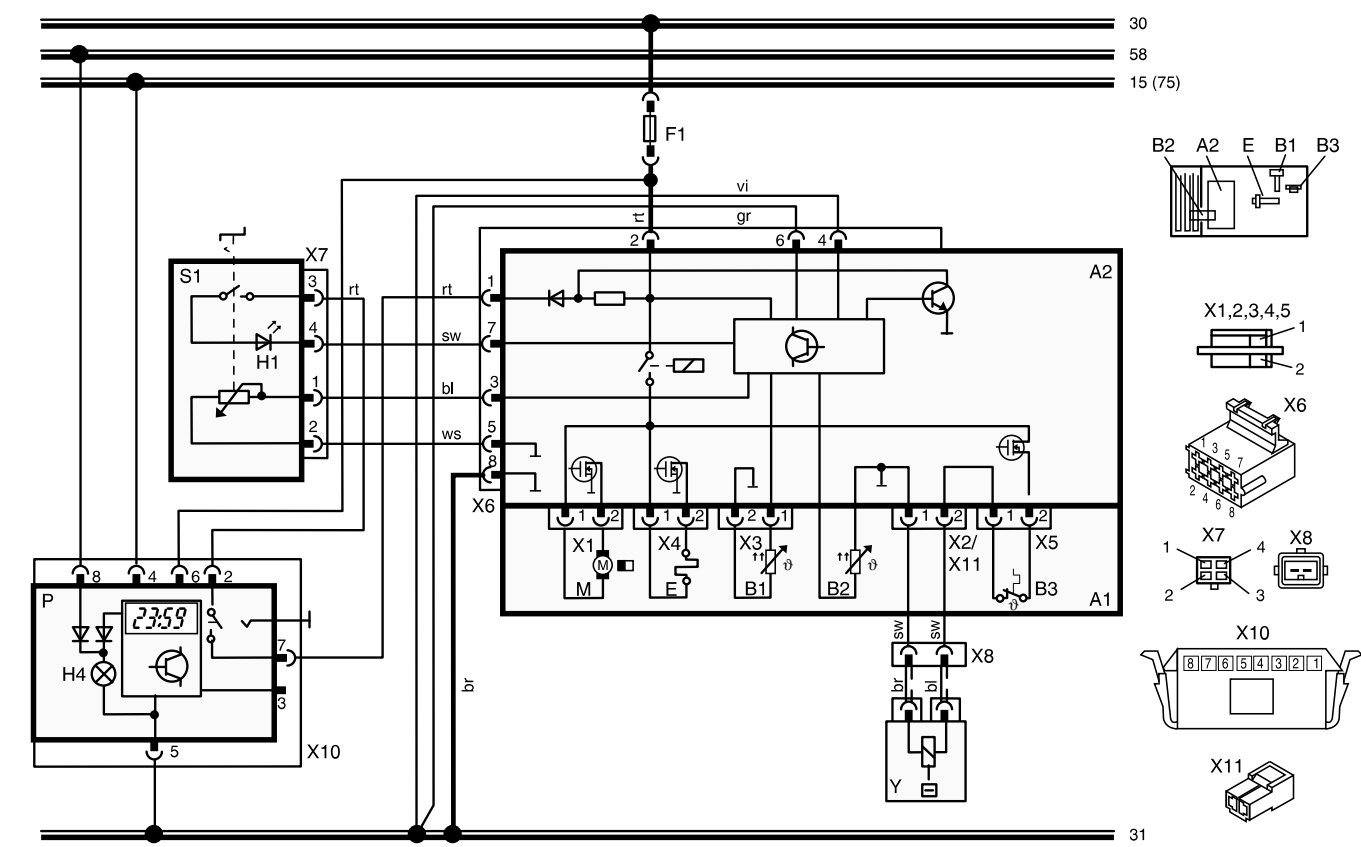 30
58
15 (75)
F1
B2 A2 E B1 B3
vi
gr
rt
2 6 4
A2
S1
X7
3
rt
rt
1
4
H1
sw
7
1
bl
3
2
ws
5
8
X6
X1,2,3,4,5
1
2
X6
1 3 5 7
2 4 6 8
1 2 1 2 2 1 1 2 1 2
X1 X4 X3 X2/ X5
X11
M
M E B1 ϑ B2 ϑ ϑ B3
A1
X7 X8
1 4
2 3
8 4 6 2
P
23:59
7
H4
3
5
X10
br
sw sw
X8
br bl
Y
X10
8 7 6 5 4 3 2 1
X11
31